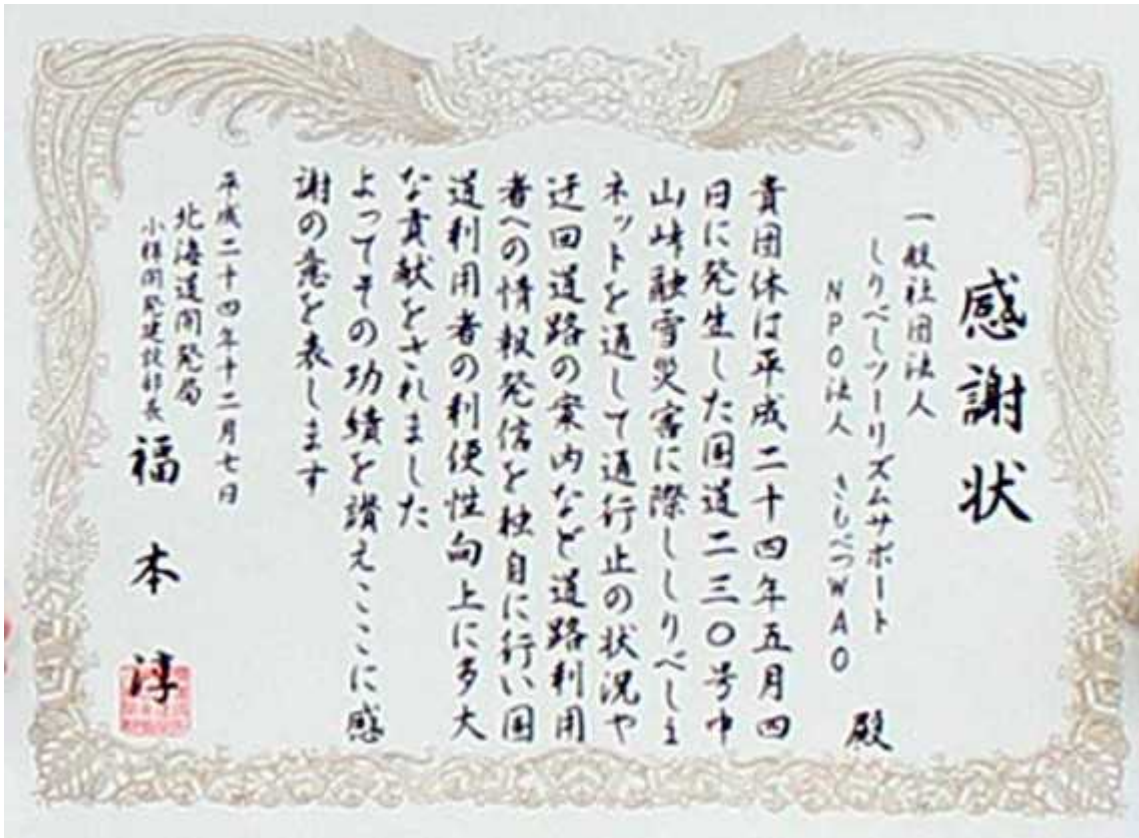 感謝状
一般社団法人
しりべしツーリズムサポート
NPO法人 きもべつWAO
殿
貴団体は平成二十四年五月四
日に発生した国道二三〇号中
山峠融雪災害に際ししりべしi
ネットを通して通行止の状況や
迂回道路の案内など道路利用
者への情報発信を独自に行い国
道利用者の利便性向上に多大
な貢献をされました
よってその功績を讃えここに感
謝の意を表します
平成二十四年十二月七日
北海道開発局
小樽開発建設部長 福本淳